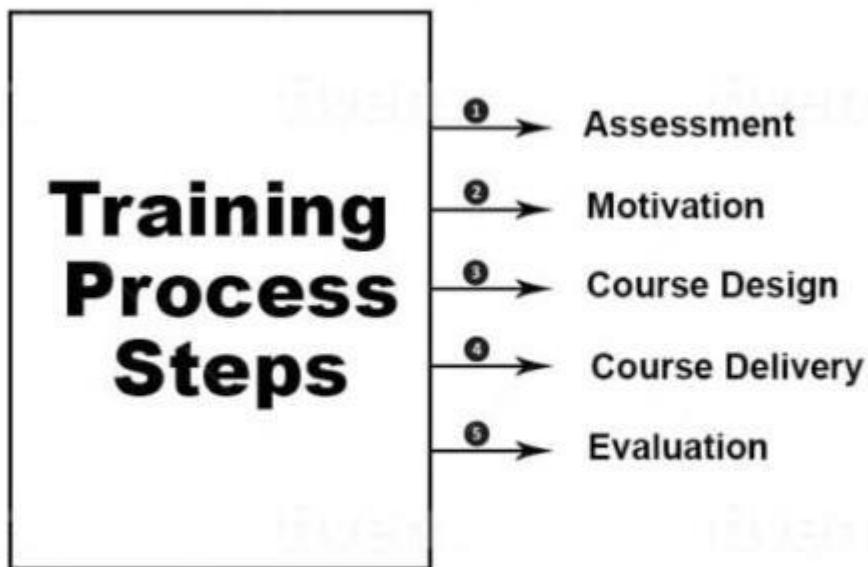 Training
Process
Steps
1 Assessment
2 Motivation
3 Course Design
4 Course Delivery
5 Evaluation